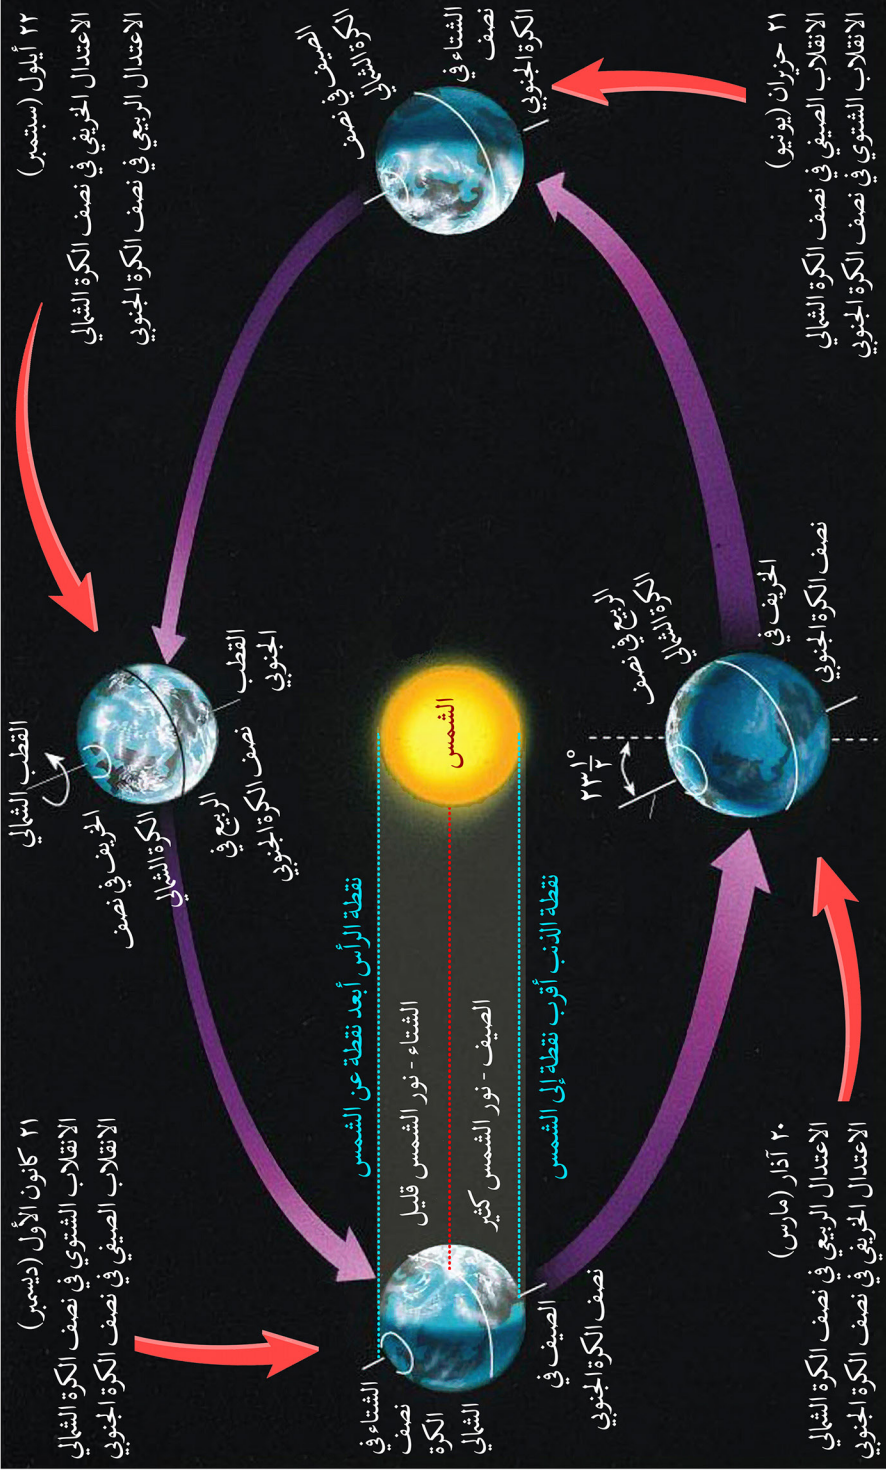 ٢١ حزيران (يونيو)
الانقلاب الصيفي في نصف الكرة الشمالي
الانقلاب الشتوي في نصف الكرة الجنوبي
الشتاء في
نصف
الكرة الجنوبي
الصيف في نصف
الكرة الشمالي
٢٢ أيلول (سبتمبر)
الاعتدال الخريفي في نصف الكرة الشمالي
الاعتدال الربيعي في نصف الكرة الجنوبي
الربيع في نصف
الكرة الشمالي
الخريف في
نصف الكرة الجنوبي
٢٣ ١/٢°
الشمس
القطب
الجنوبي
القطب الشمالي
الخريف في نصف
الكرة الشمالي
الربيع في
نصف الكرة الجنوبي
نقطة الرأس أبعد نقطة عن الشمس
الشتاء - نور الشمس قليل
الصيف - نور الشمس كثير
نقطة الذنب أقرب نقطة إلى الشمس
الشتاء في
نصف
الكرة
الشمالي
الصيف في
نصف الكرة الجنوبي
٢١ كانون الأول (ديسمبر)
الانقلاب الشتوي في نصف الكرة الشمالي
الانقلاب الصيفي في نصف الكرة الجنوبي
٢٠ آذار (مارس)
الاعتدال الربيعي في نصف الكرة الشمالي
الاعتدال الخريفي في نصف الكرة الجنوبي